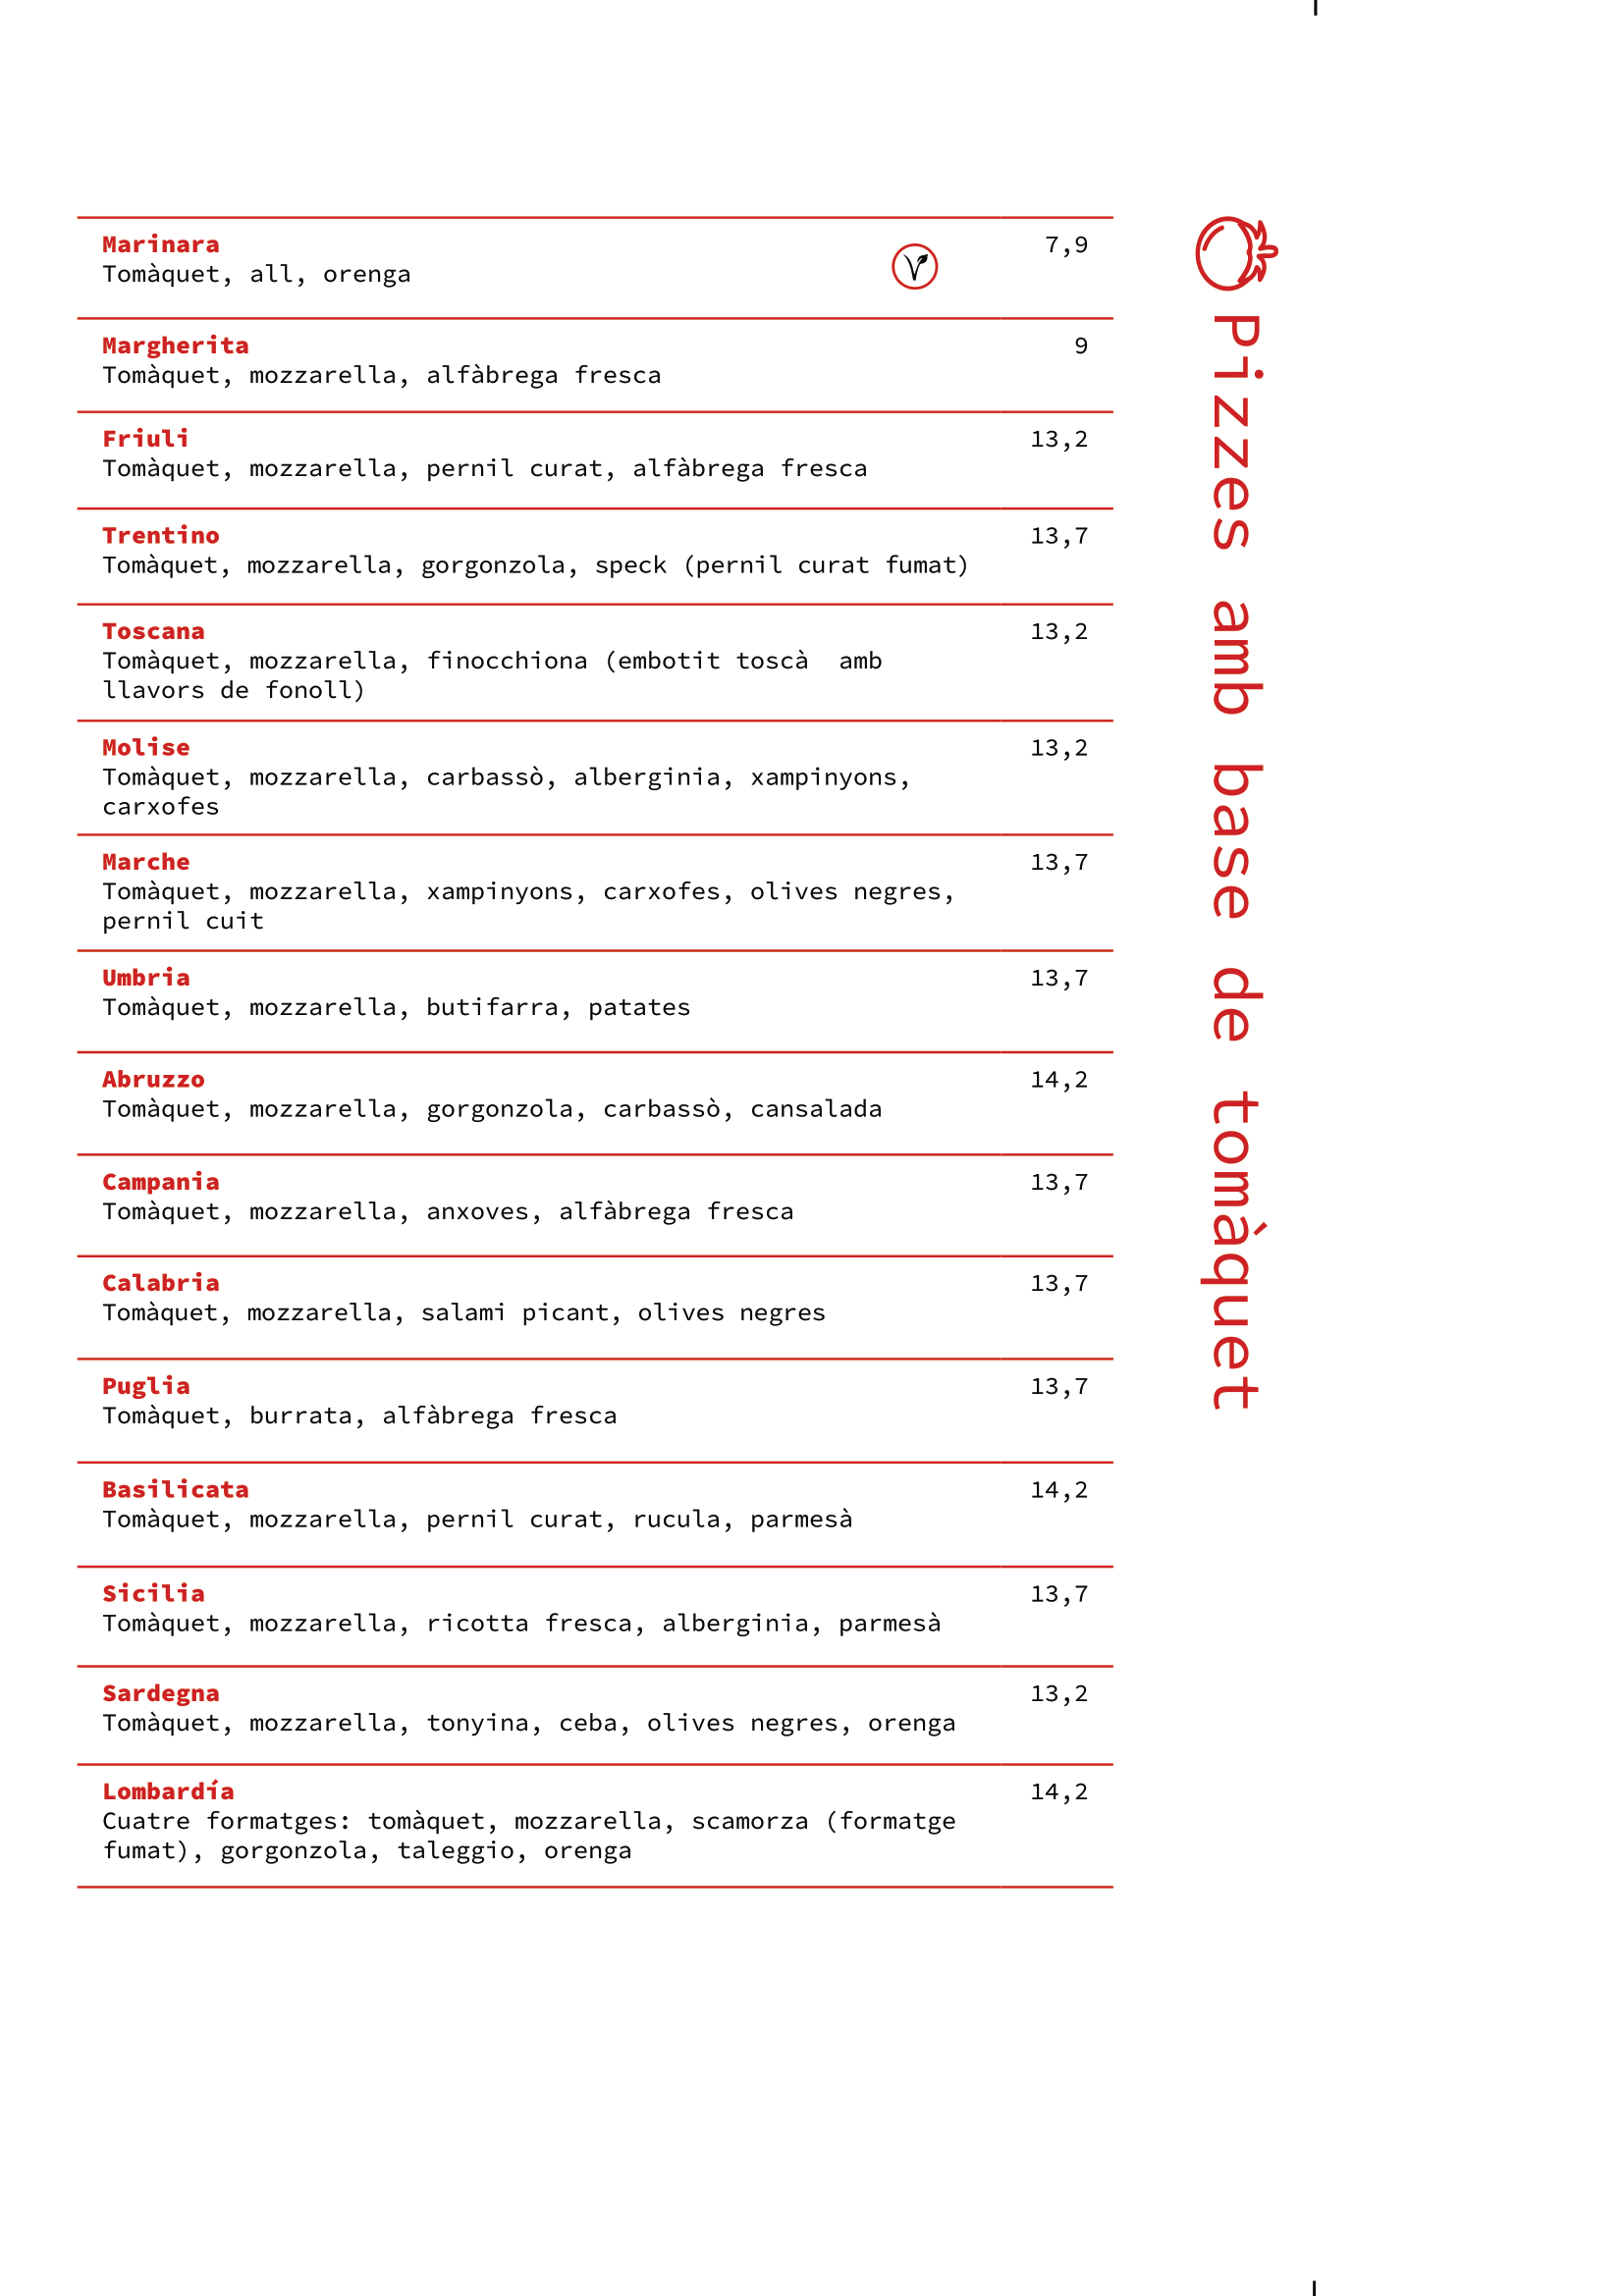 Pizzes amb base de tomàquet
Marinara 7,9
Tomàquet, all, orenga
Margherita 9
Tomàquet, mozzarella, alfàbrega fresca
Friuli 13,2
Tomàquet, mozzarella, pernil curat, alfàbrega fresca
Trentino 13,7
Tomàquet, mozzarella, gorgonzola, speck (pernil curat fumat)
Toscana 13,2
Tomàquet, mozzarella, finocchiona (embotit toscà amb
llavors de fonoll)
Molise 13,2
Tomàquet, mozzarella, carbassò, alberginia, xampinyons,
carxofes
Marche 13,7
Tomàquet, mozzarella, xampinyons, carxofes, olives negres,
pernil cuit
Umbria 13,7
Tomàquet, mozzarella, butifarra, patates
Abruzzo 14,2
Tomàquet, mozzarella, gorgonzola, carbassò, cansalada
Campania 13,7
Tomàquet, mozzarella, anxoves, alfàbrega fresca
Calabria 13,7
Tomàquet, mozzarella, salami picant, olives negres
Puglia 13,7
Tomàquet, burrata, alfàbrega fresca
Basilicata 14,2
Tomàquet, mozzarella, pernil curat, rucula, parmesà
Sicilia 13,7
Tomàquet, mozzarella, ricotta fresca, alberginia, parmesà
Sardegna 13,2
Tomàquet, mozzarella, tonyina, ceba, olives negres, orenga
Lombardía 14,2
Cuatre formatges: tomàquet, mozzarella, scamorza (formatge
fumat), gorgonzola, taleggio, orenga